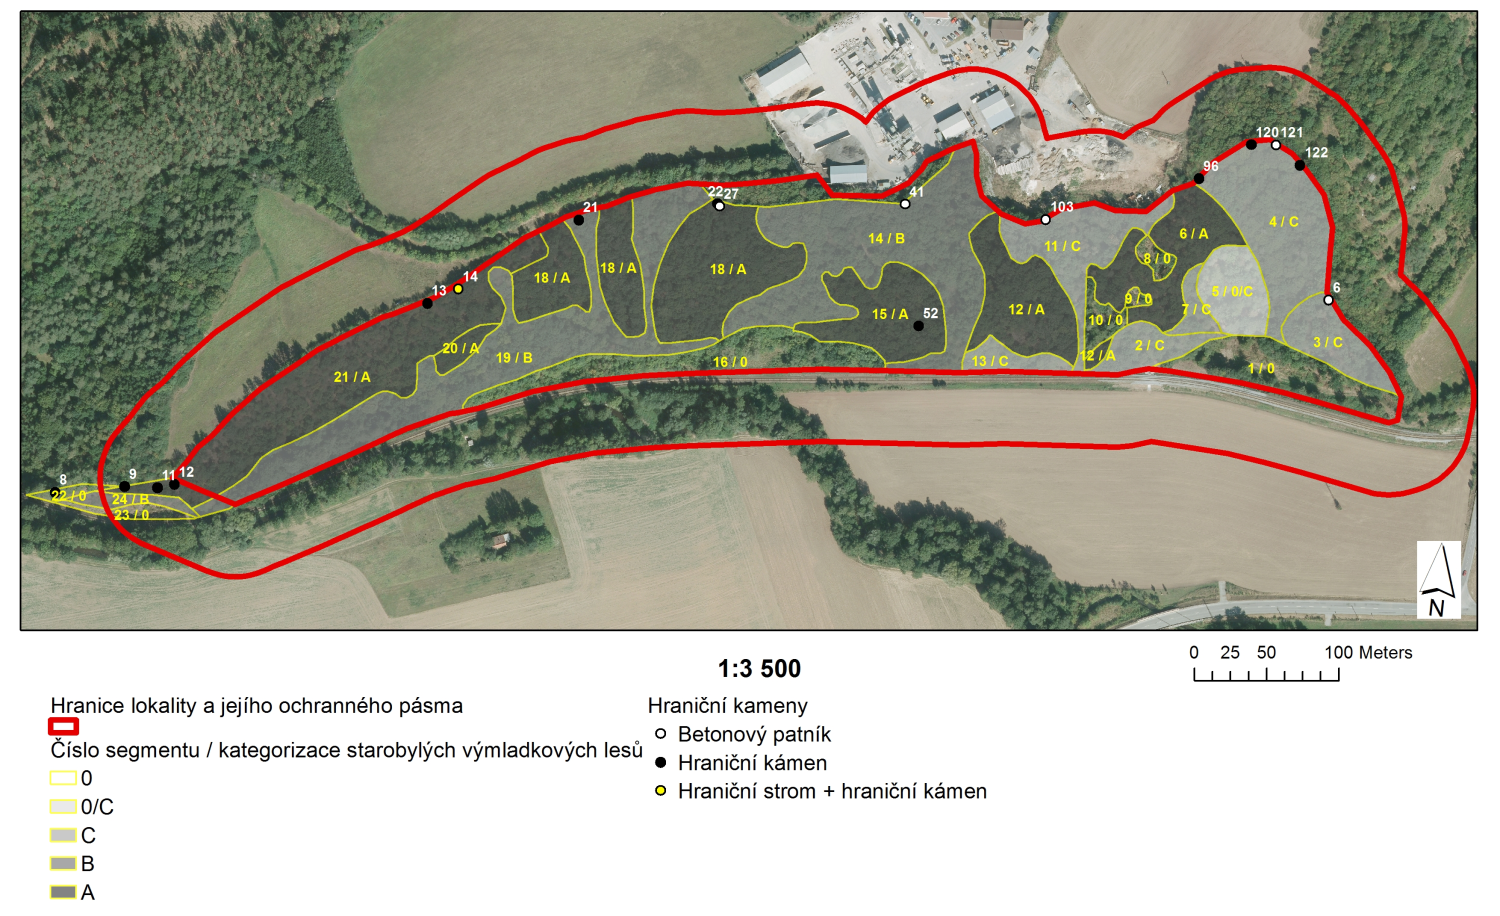 120 121
122
96
21
22 27
41
103
6 / A
4 / C
14 / B
11 / C
8 / 0
18 / A
18 / A
18 / A
14
13
5 / 0/C
9 / 0
6
7 / C
12 / A
15 / A
52
10 / 0
20 / A
19 / B
2 / C
3 / C
12 / A
16 / 0
13 / C
1 / 0
21 / A
8
9
11
12
22 / 0
24 / B
23 / 0
N
1:3 500
0 25 50 100 Meters
Hranice lokality a jejího ochranného pásma
Číslo segmentu / kategorizace starobylých výmladkových lesů
0
0/C
C
B
A
Hraniční kameny
Betonový patník
Hraniční kámen
Hraniční strom + hraniční kámen